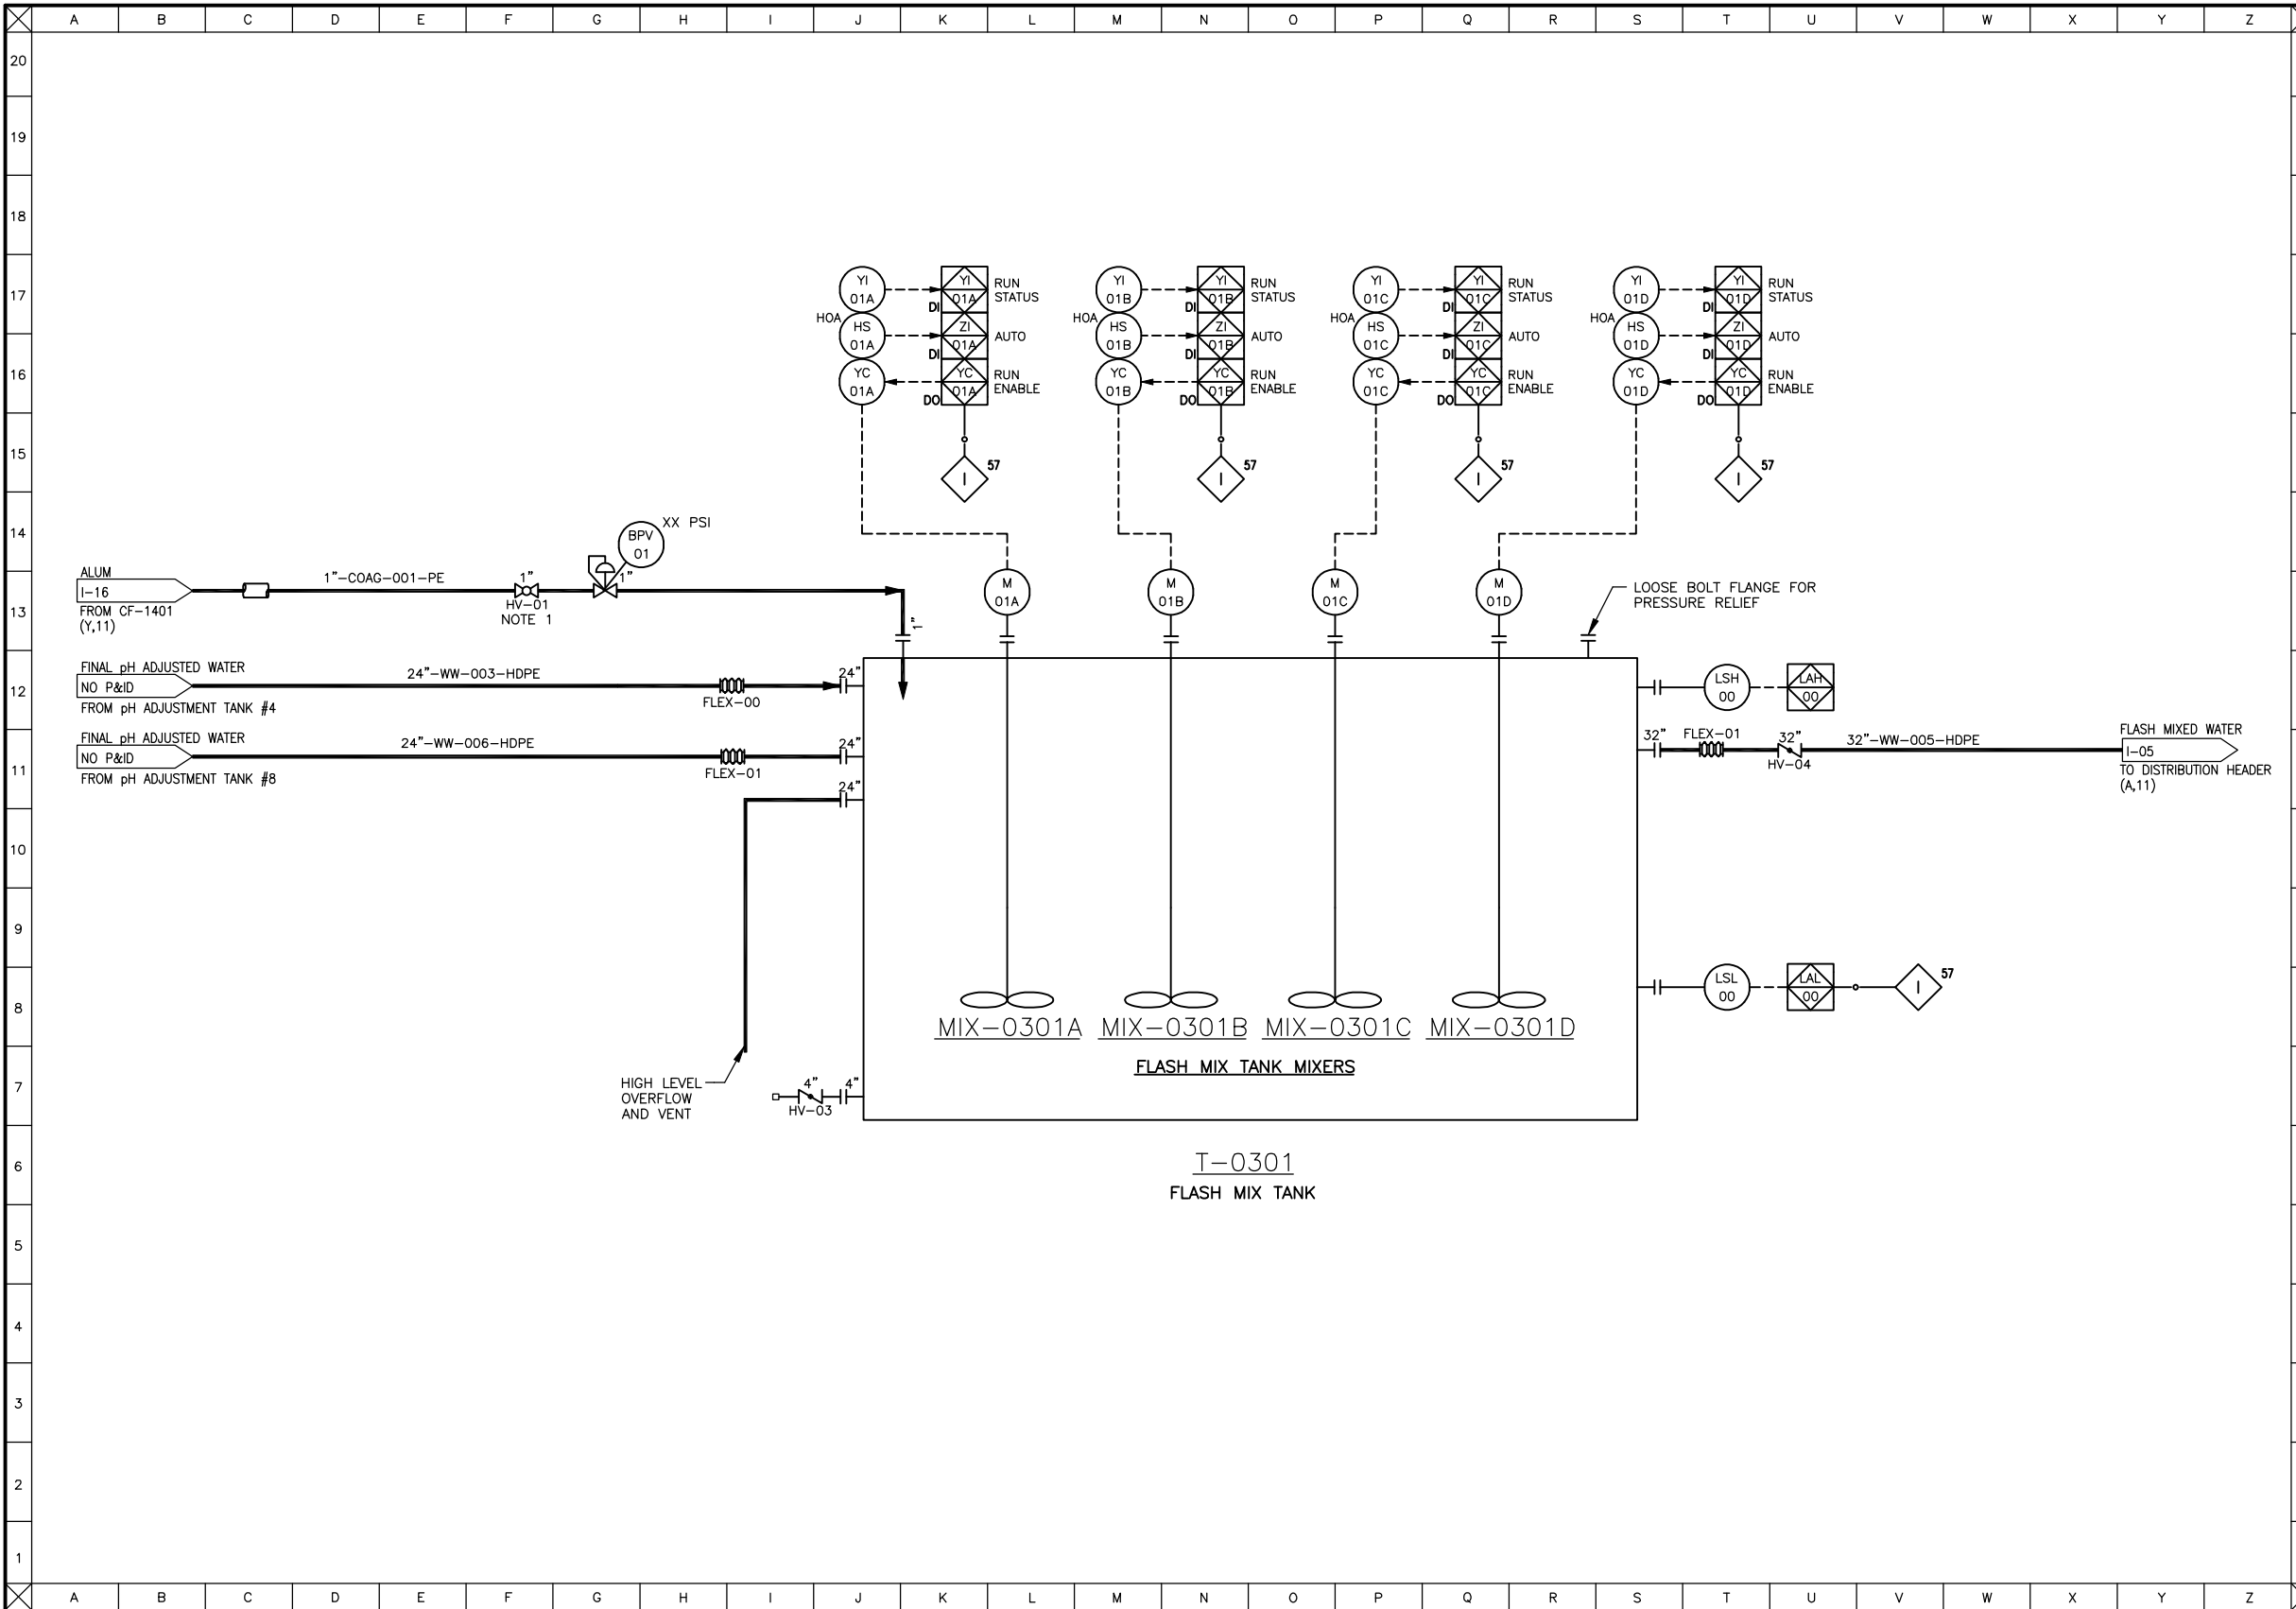 A B C D E F G H I J K L M N O P Q R S T U V W X Y Z
20
19
18
17
16
15
14
13
12
11
10
9
8
7
6
5
4
3
2
1
YI
01A
HOA
HS
01A
YC
01A
YI
01A
DI
ZI
01A
DI
YC
01A
DO
RUN
STATUS
AUTO
RUN
ENABLE
I
57
YI
01B
HOA
HS
01B
YC
01B
YI
01B
DI
ZI
01B
DI
YC
01B
DO
RUN
STATUS
AUTO
RUN
ENABLE
I
57
YI
01C
HOA
HS
01C
YC
01C
YI
01C
DI
ZI
01C
DI
YC
01C
DO
RUN
STATUS
AUTO
RUN
ENABLE
I
57
YI
01D
HOA
HS
01D
YC
01D
YI
01D
DI
ZI
01D
DI
YC
01D
DO
RUN
STATUS
AUTO
RUN
ENABLE
I
57
ALUM
I-16
FROM CF-1401
(Y,11)
1"-COAG-001-PE
1"
HV-01
NOTE 1
BPV
01
XX PSI
1"
1"
M
01A
M
01B
M
01C
M
01D
LOOSE BOLT FLANGE FOR
PRESSURE RELIEF
FINAL pH ADJUSTED WATER
NO P&ID
FROM pH ADJUSTMENT TANK #4
24"-WW-003-HDPE
FLEX-00
24"
FINAL pH ADJUSTED WATER
NO P&ID
FROM pH ADJUSTMENT TANK #8
24"-WW-006-HDPE
FLEX-01
24"
24"
LSH
00
LAH
00
32"
FLEX-01
32"
HV-04
32"-WW-005-HDPE
FLASH MIXED WATER
I-05
TO DISTRIBUTION HEADER
(A,11)
LSL
00
LAL
00
I
57
MIX-0301A
MIX-0301B
MIX-0301C
MIX-0301D
FLASH MIX TANK MIXERS
HIGH LEVEL
OVERFLOW
AND VENT
4"
HV-03
4"
T-0301
FLASH MIX TANK
A B C D E F G H I J K L M N O P Q R S T U V W X Y Z